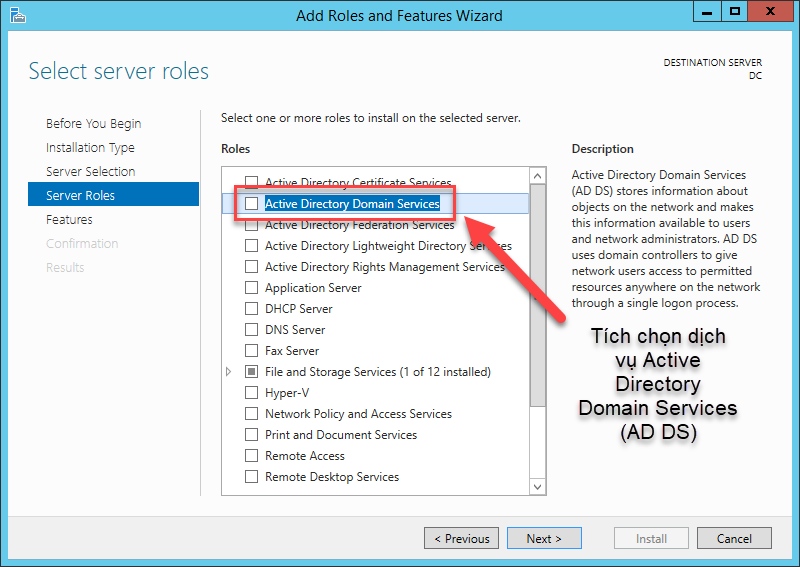 Add Roles and Features Wizard
Select server roles
DESTINATION SERVER
DC
Before You Begin
Installation Type
Server Selection
Server Roles
Features
Confirmation
Results
Select one or more roles to install on the selected server.
Roles
Active Directory Certificate Services
Active Directory Domain Services
Active Directory Federation Services
Active Directory Lightweight Directory Services
Active Directory Rights Management Services
Application Server
DHCP Server
DNS Server
Fax Server
File and Storage Services (1 of 12 installed)
Hyper-V
Network Policy and Access Services
Print and Document Services
Remote Access
Remote Desktop Services
Description
Active Directory Domain Services
(AD DS) stores information about
objects on the network and makes
this information available to users
and network administrators. AD DS
uses domain controllers to give
network users access to permitted
resources anywhere on the network
through a single logon process.
Tích chọn dịch
vụ Active
Directory
Domain Services
(AD DS)
< Previous
Next >
Install
Cancel